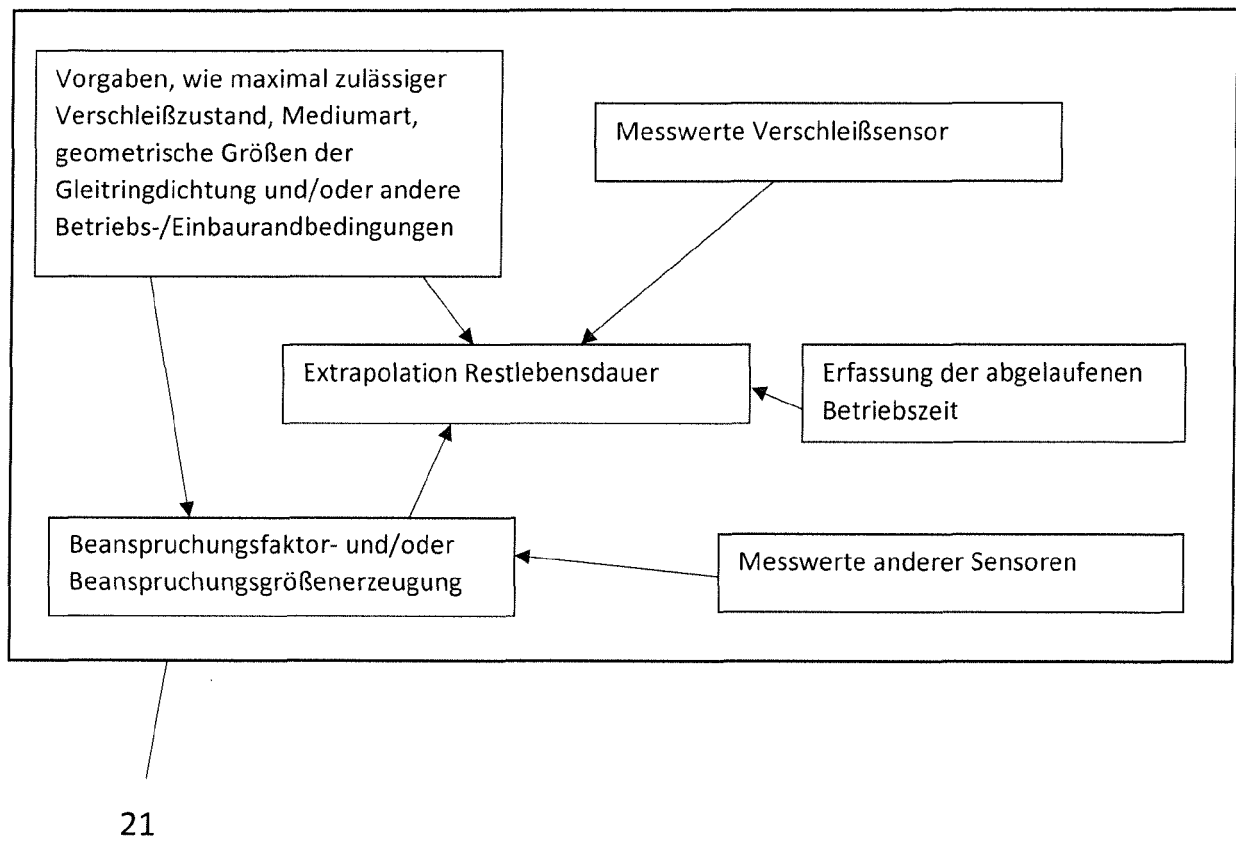 Vorgaben, wie maximal zulässiger
Verschleißzustand, Mediumart,
geometrische Größen der
Gleitringdichtung und/oder andere
Betriebs-/Einbaurandbedingungen
Messwerte Verschleißsensor
Extrapolation Restlebensdauer
Erfassung der abgelaufenen
Betriebszeit
Beanspruchungsfaktor- und/oder
Beanspruchungsgrößenerzeugung
Messwerte anderer Sensoren
21